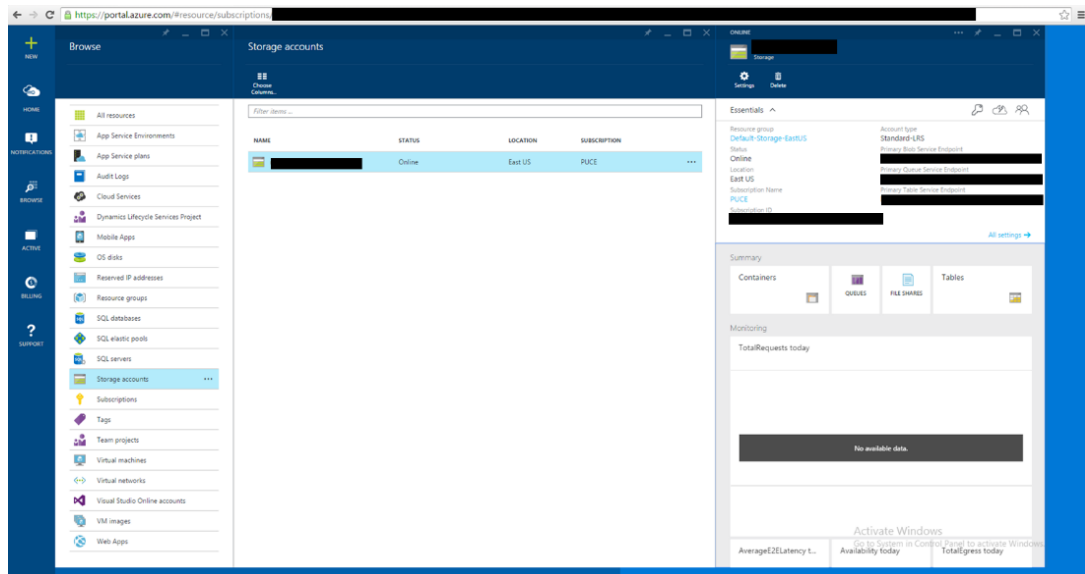 https://portal.azure.com/#resource/subscriptions/
NEW
HOME
NOTIFICATIONS
BROWSE
ACTIVE
BILLING
SUPPORT
Browse
All resources
App Service Environments
App Service plans
Audit Logs
Cloud Services
Dynamics Lifecycle Services Project
Mobile Apps
OS disks
Reserved IP addresses
Resource groups
SQL databases
SQL elastic pools
SQL servers
Storage accounts ...
Subscriptions
Tags
Team projects
Virtual machines
Virtual networks
Visual Studio Online accounts
VM images
Web Apps
Storage accounts
Choose
Columns...
Filter items ...
NAME STATUS LOCATION SUBSCRIPTION
Online East US PUCE ...
ONLINE
Storage
Settings Delete
Essentials
Resource group Account type
Default-Storage-EastUS Standard-LRS
Status Primary Blob Service Endpoint
Online
Location Primary Queue Service Endpoint
East US
Subscription Name Primary Table Service Endpoint
PUCE
Subscription ID
All settings
Summary
Containers QUEUES FILE SHARES Tables
Monitoring
TotalRequests today
No available data.
Activate Windows
Go to System in Control Panel to activate Windows.
AverageE2ELatency t... Availability today TotalEgress today